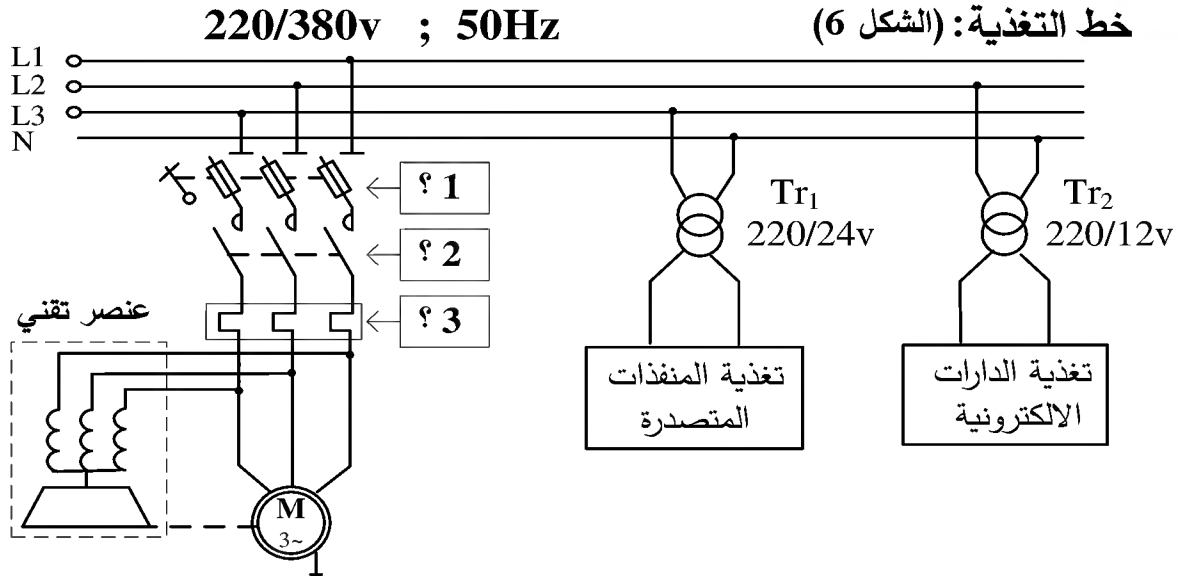 220/380v ; 50Hz
خط التغذية: (الشكل 6)
L1
L2
L3
N
؟ 1
؟ 2
؟ 3
Tr1
220/24v
Tr2
220/12v
عنصر تقني
تغذية المنفذات
المتصدرة
تغذية الدارات
الالكترونية
M
3~